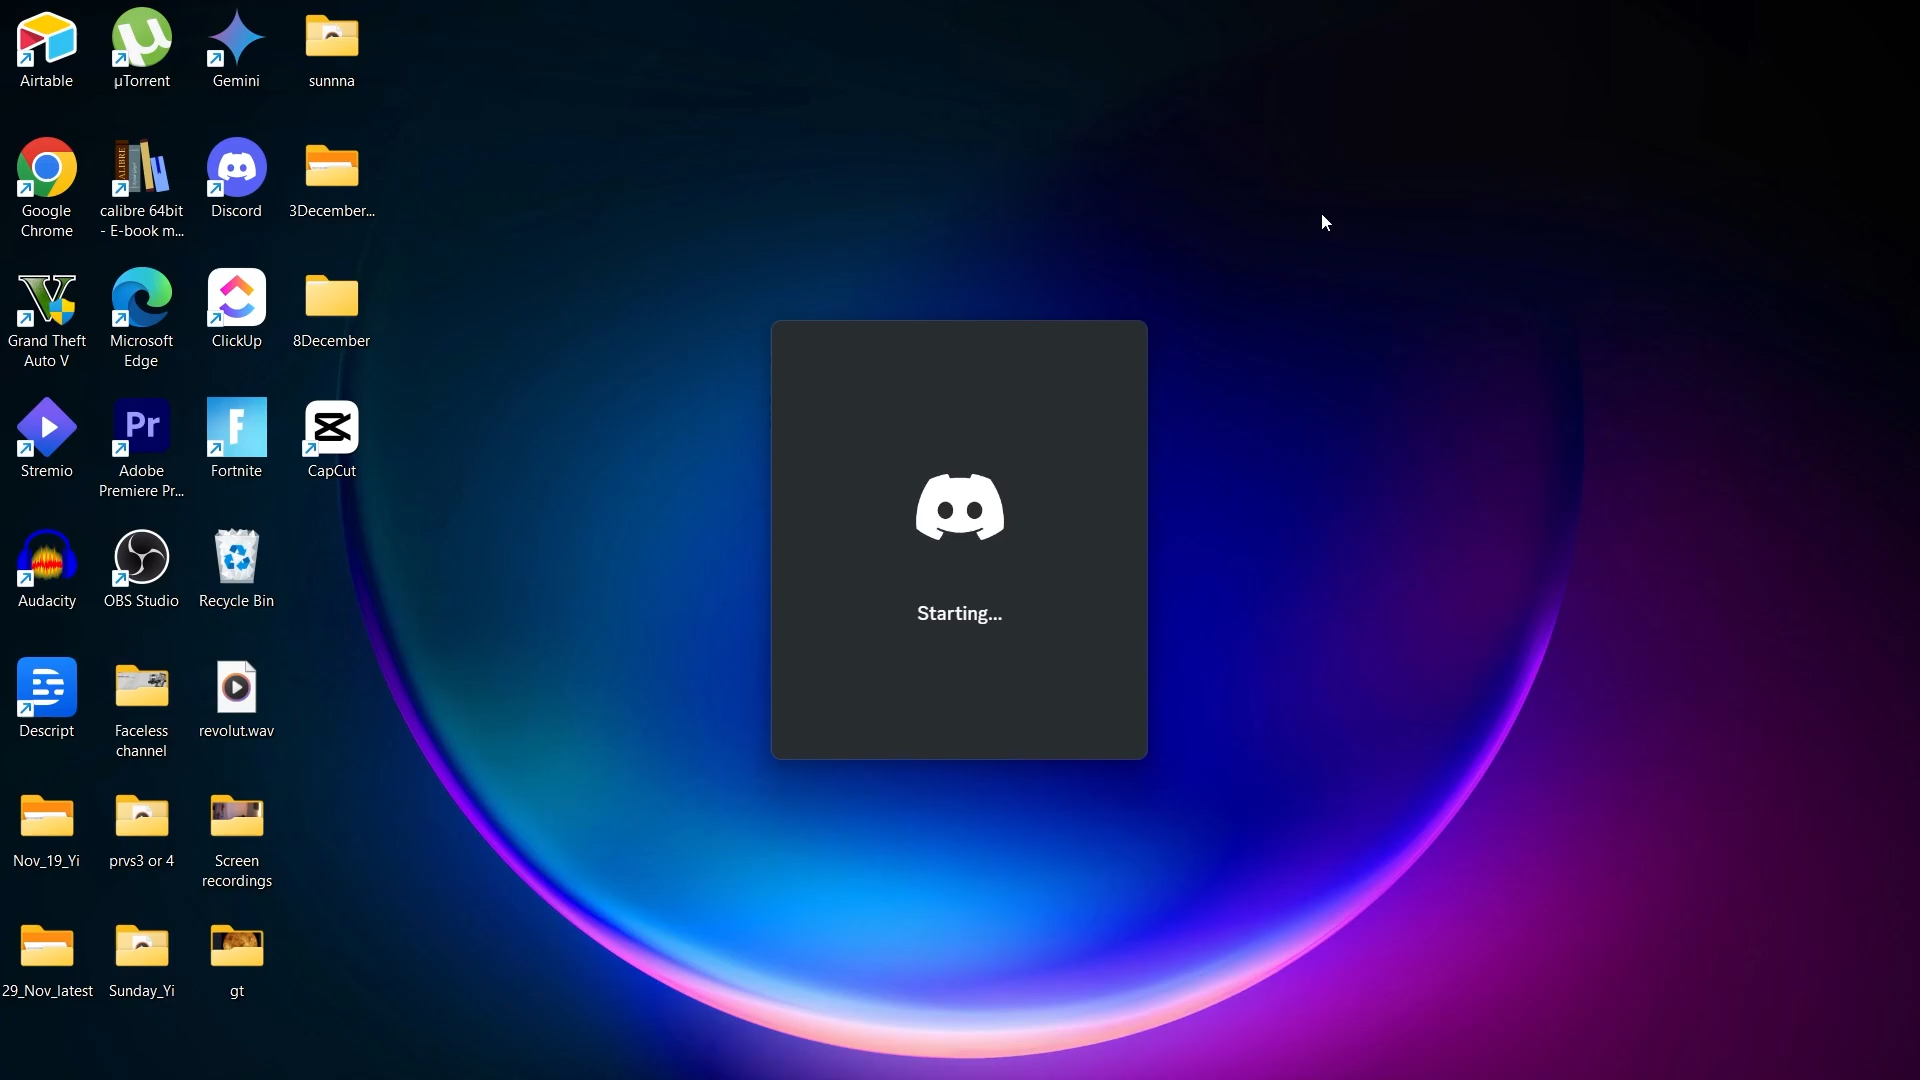 Airtable
µTorrent
Gemini
sunnna
Google
Chrome
calibre 64bit
- E-book m...
Discord
3December...
Grand Theft
Auto V
Microsoft
Edge
ClickUp
8December
Stremio
Pr
Adobe
Premiere Pr...
Fortnite
CapCut
Audacity
OBS Studio
Recycle Bin
Descript
Faceless
channel
revolut.wav
Nov_19_Yi
prvs3 or 4
Screen
recordings
29_Nov_latest
Sunday_Yi
gt
CALIBRE
Starting...